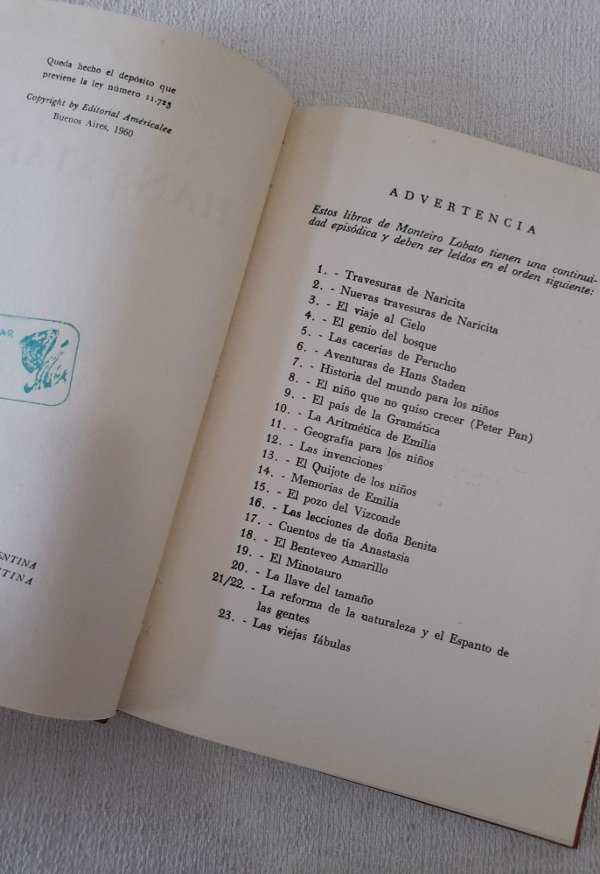 Queda hecho el depósito que
previene la ley número 11-723
Copyright by Editorial Américalee
Buenos Aires, 1960
AR
ENTINA
TINA
ADVERTENCIA
Estos libros de Monteiro Lobato tienen una continui-
dad episódica y deben ser leídos en el orden siguiente:
1. - Travesuras de Naricita
2. - Nuevas travesuras de Naricita
3. - El viaje al Cielo
4. - El genio del bosque
5. - Las cacerías de Perucho
6. - Aventuras de Hans Staden
7. - Historia del mundo para los niños
8. - El niño que no quiso crecer (Peter Pan)
9. - El país de la Gramática
10. - La Aritmética de Emilia
11. - Geografía para los niños
12. - Las invenciones
13. - El Quijote de los niños
14. - Memorias de Emilia
15. - El pozo del Vizconde
16. - Las lecciones de doña Benita
17. - Cuentos de tía Anastasia
18. - El Benteveo Amarillo
19. - El Minotauro
20. - La llave del tamaño
21/22. - La reforma de la naturaleza y el Espanto de
las gentes
23. - Las viejas fábulas